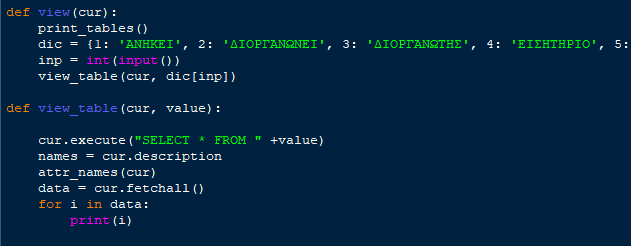 def view(cur):
print_tables()
dic = {1: 'ΑΝΗΚΕΙ', 2: 'ΔΙΟΡΓΑΝΩΝΕΙ', 3: 'ΔΙΟΡΓΑΝΩΤΗΣ', 4: 'ΕΙΣΗΤΗΡΙΟ', 5:
inp = int(input())
view_table(cur, dic[inp])
def view_table(cur, value):
cur.execute("SELECT * FROM " +value)
names = cur.description
attr_names(cur)
data = cur.fetchall()
for i in data:
print(i)